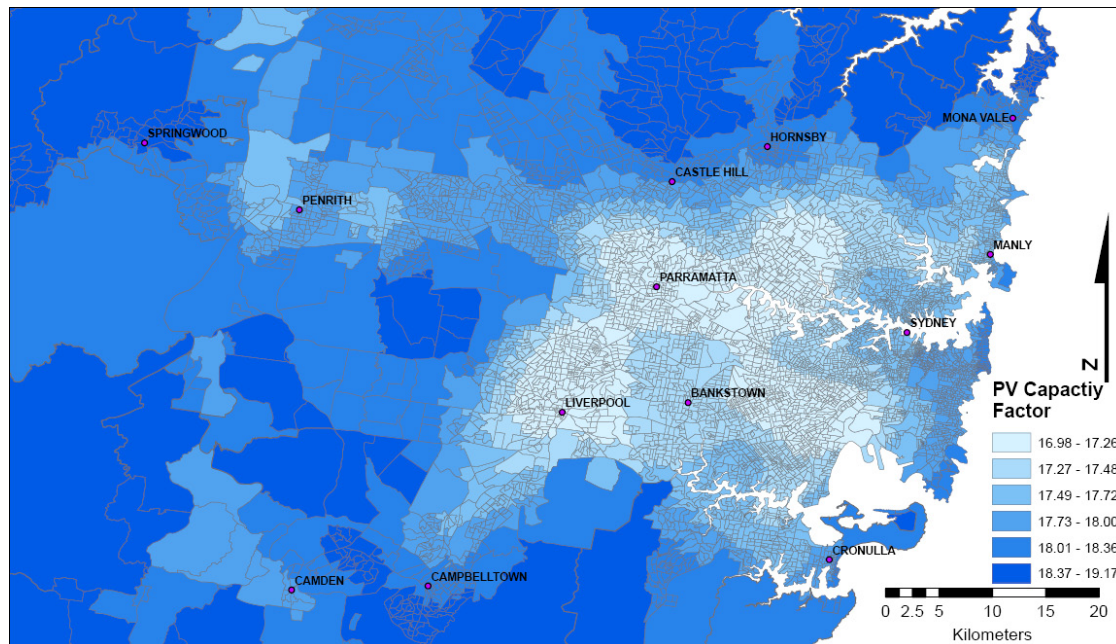 SPRINGWOOD
MONA VALE
HORNSBY
CASTLE HILL
PENRITH
MANLY
PARRAMATTA
SYDNEY
N
PV Capactiy
Factor
BANKSTOWN
LIVERPOOL
16.98 - 17.26
17.27 - 17.48
17.49 - 17.72
17.73 - 18.00
18.01 - 18.36
18.37 - 19.17
CRONULLA
CAMPBELLTOWN
CAMDEN
0 2.5 5 10 15 20
Kilometers